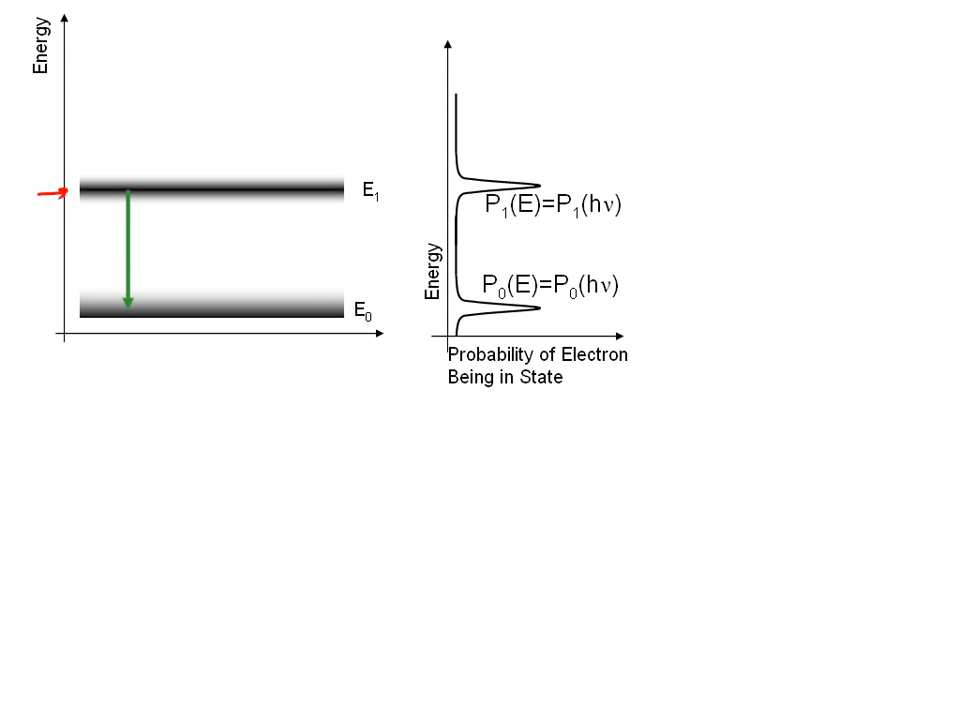 Energy
E1
E0
Energy
P1(E)=P1(hν)
P0(E)=P0(hν)
Probability of Electron
Being in State